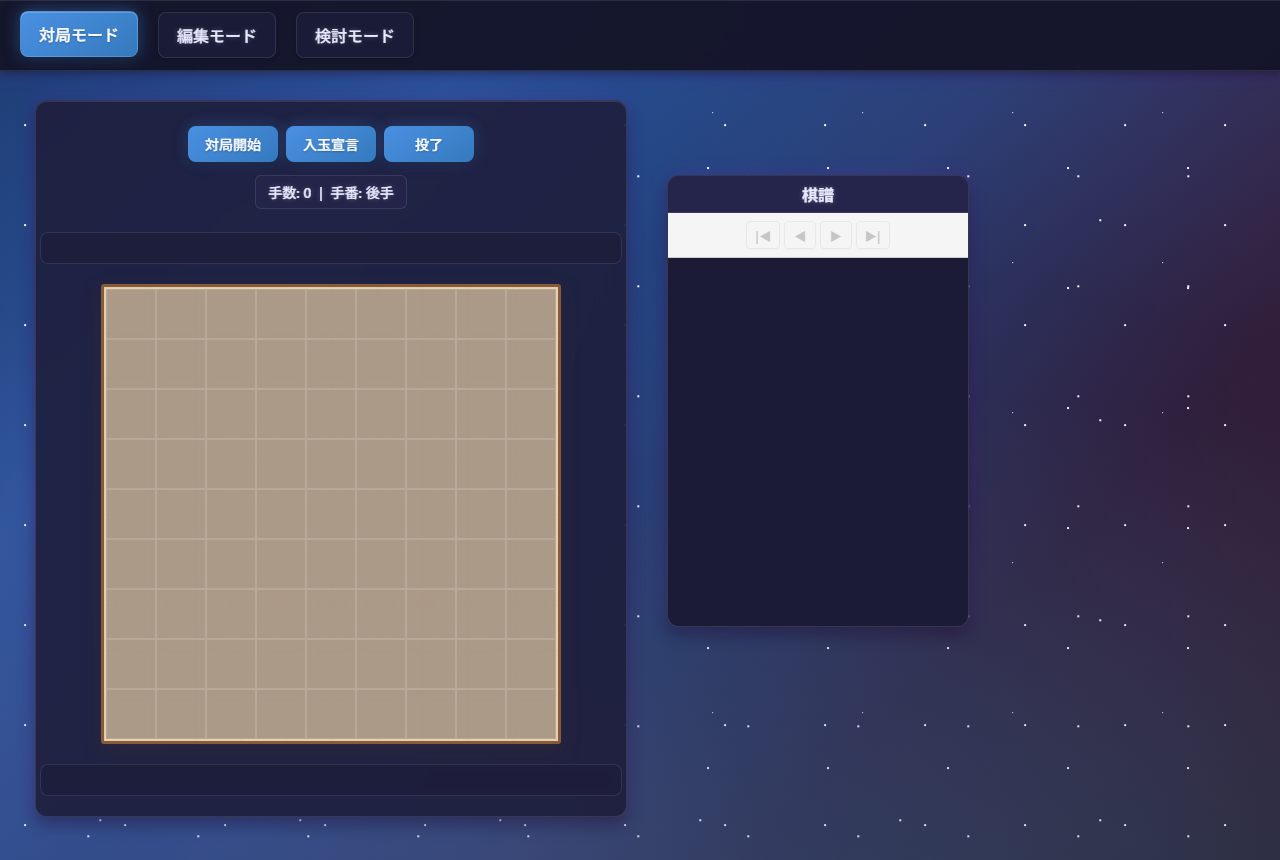 対局モード 編集モード 検討モード
対局開始 入玉宣言 投了
手数: 0 | 手番: 後手
棋譜
|◀ ◀ ▶ ▶|